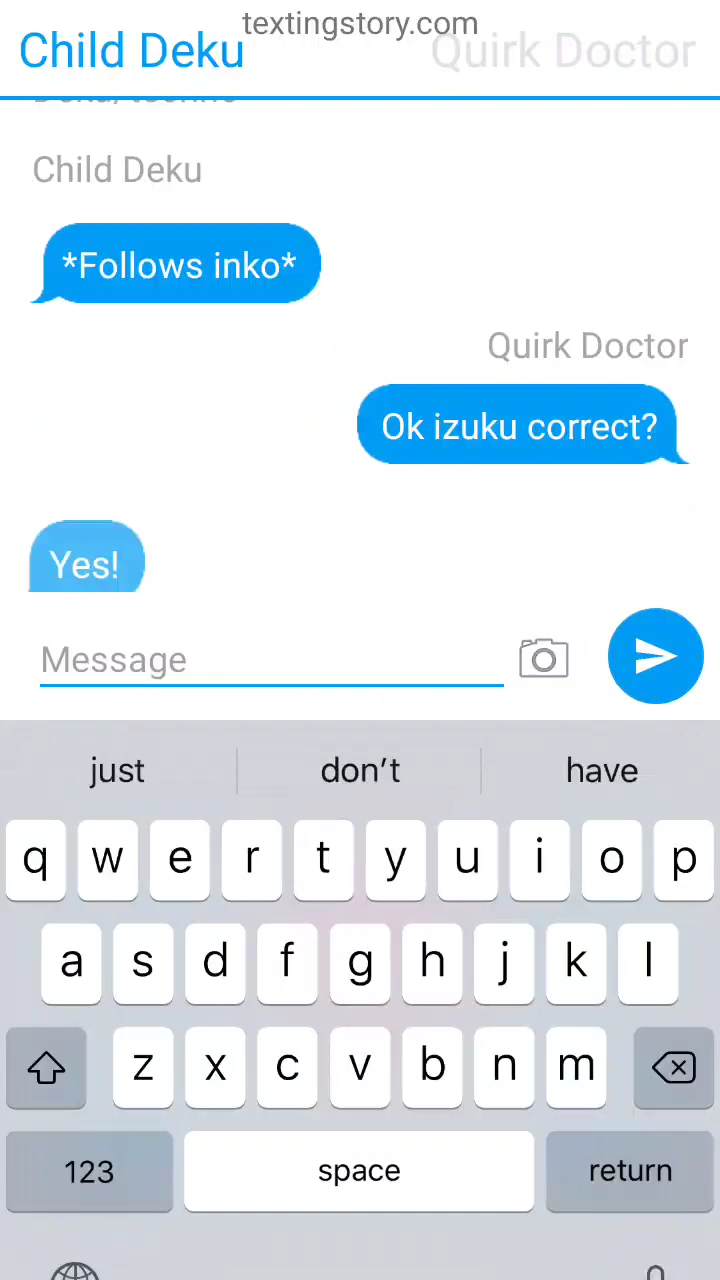 textingstory.com
Child Deku
Quirk Doctor
Child Deku
*Follows inko*
Quirk Doctor
Ok izuku correct?
Yes!
Message
just
don't
have
q w e r t y u i o p
a s d f g h j k l
z x c v b n m
123
space
return